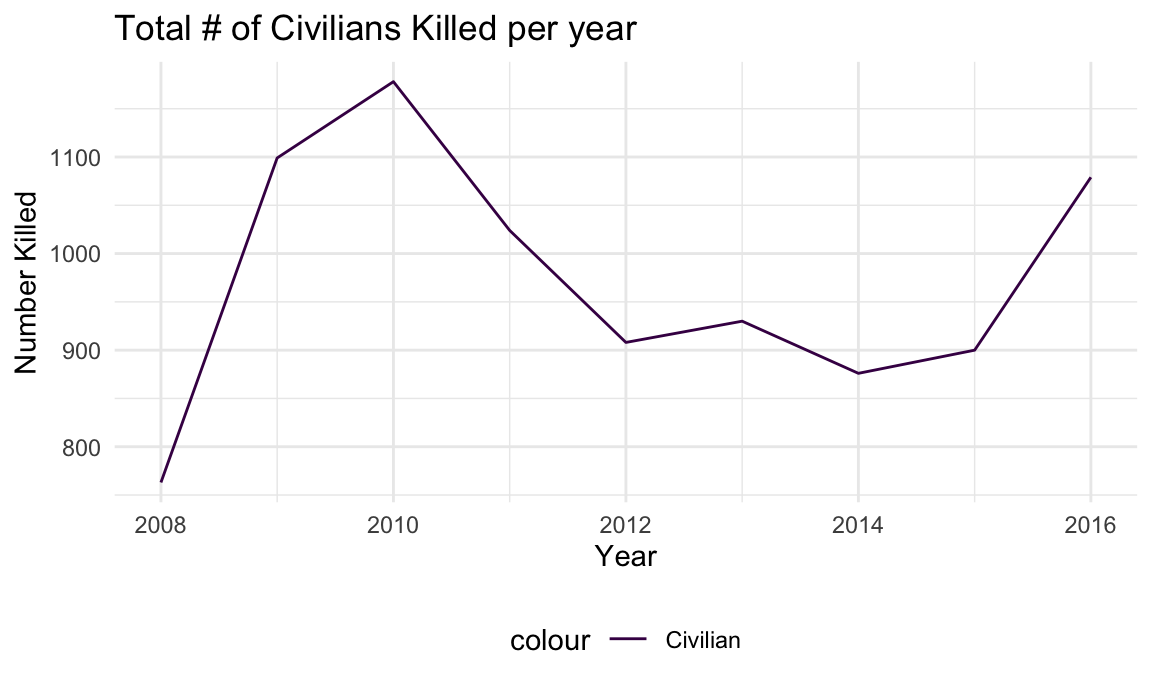 Total # of Civilians Killed per year
Number Killed
1100
1000
900
800
2008 2010 2012 2014 2016
Year
colour Civilian